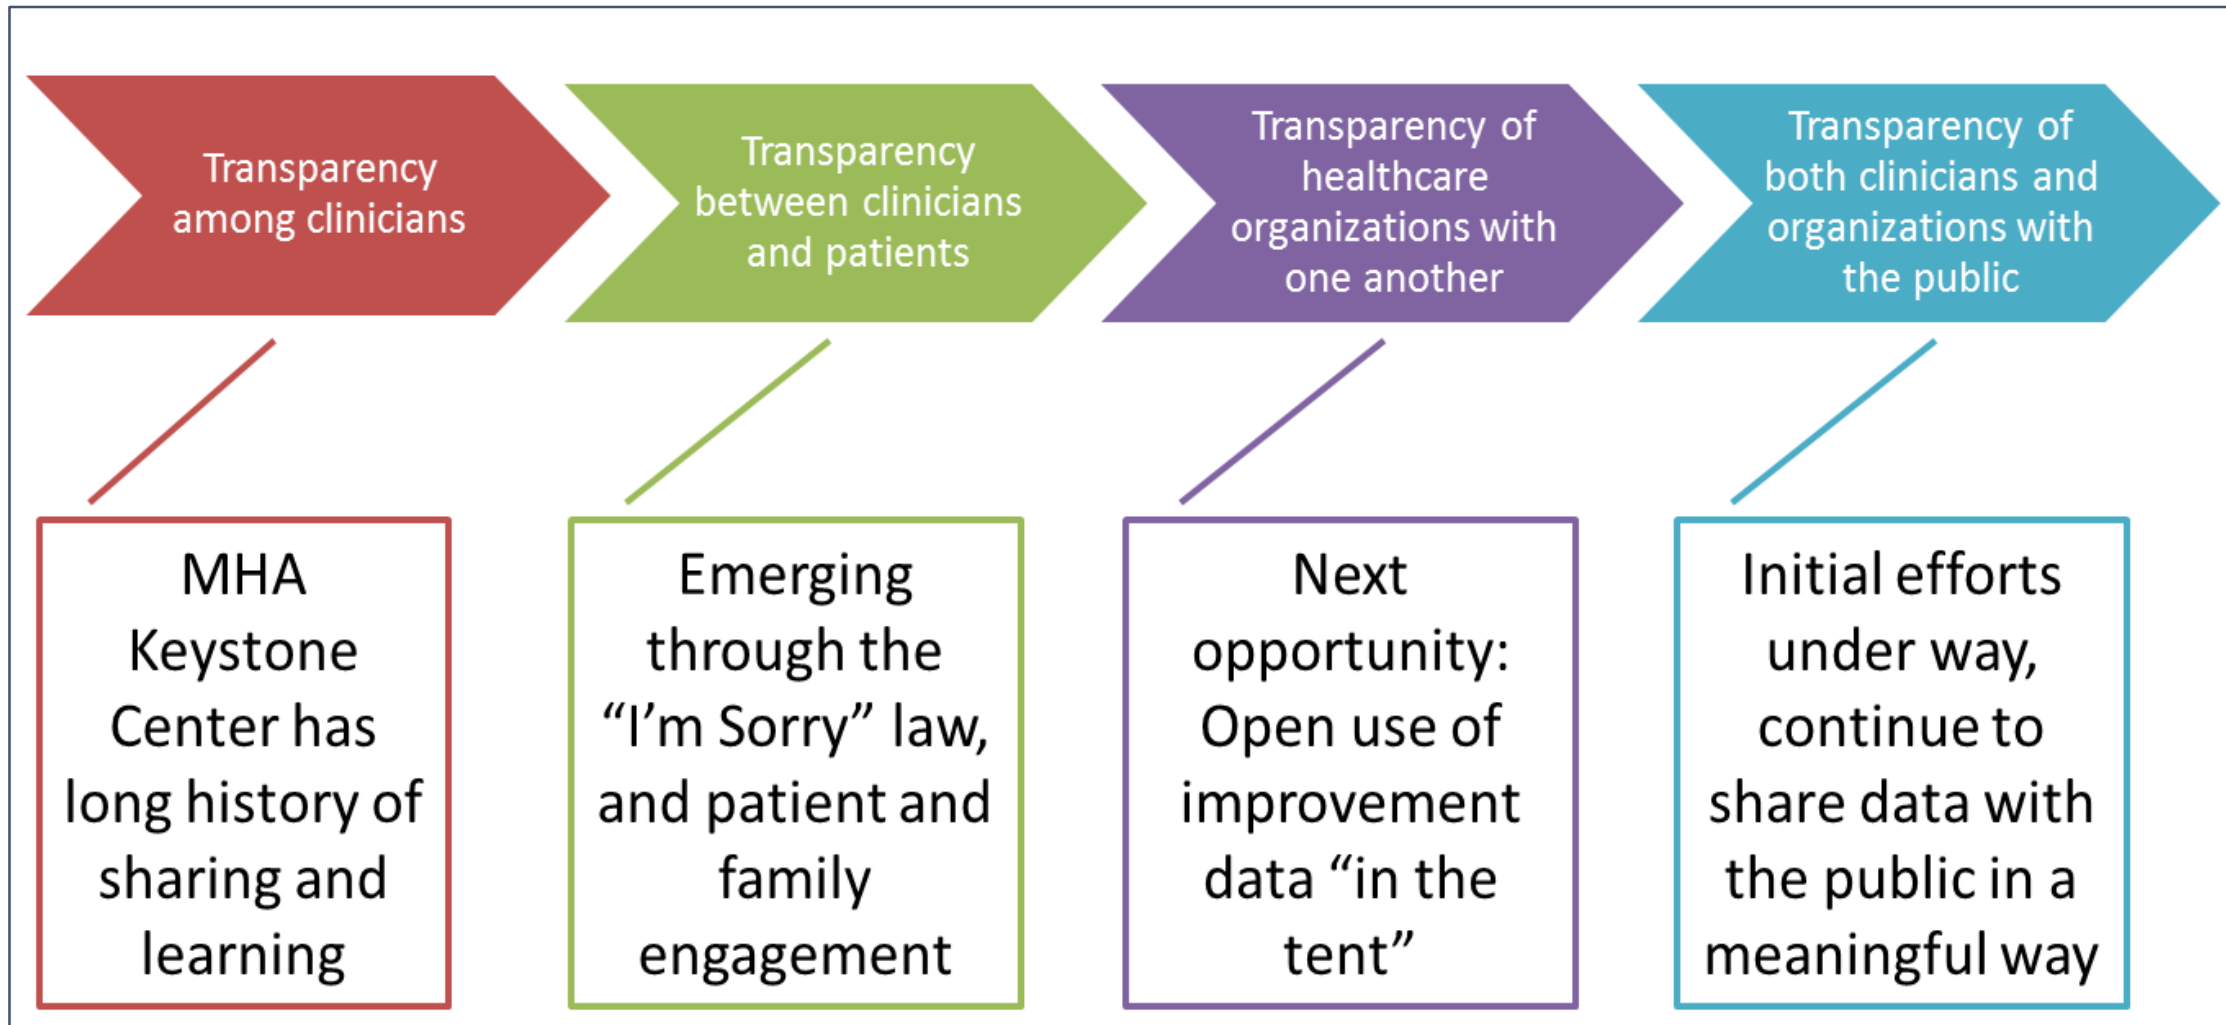 Transparency
among clinicians
Transparency
between clinicians
and patients
Transparency of
healthcare
organizations with
one another
Transparency of
both clinicians and
organizations with
the public
MHA
Keystone
Center has
long history of
sharing and
learning
Emerging
through the
“I’m Sorry” law,
and patient and
family
engagement
Next
opportunity:
Open use of
improvement
data “in the
tent”
Initial efforts
under way,
continue to
share data with
the public in a
meaningful way